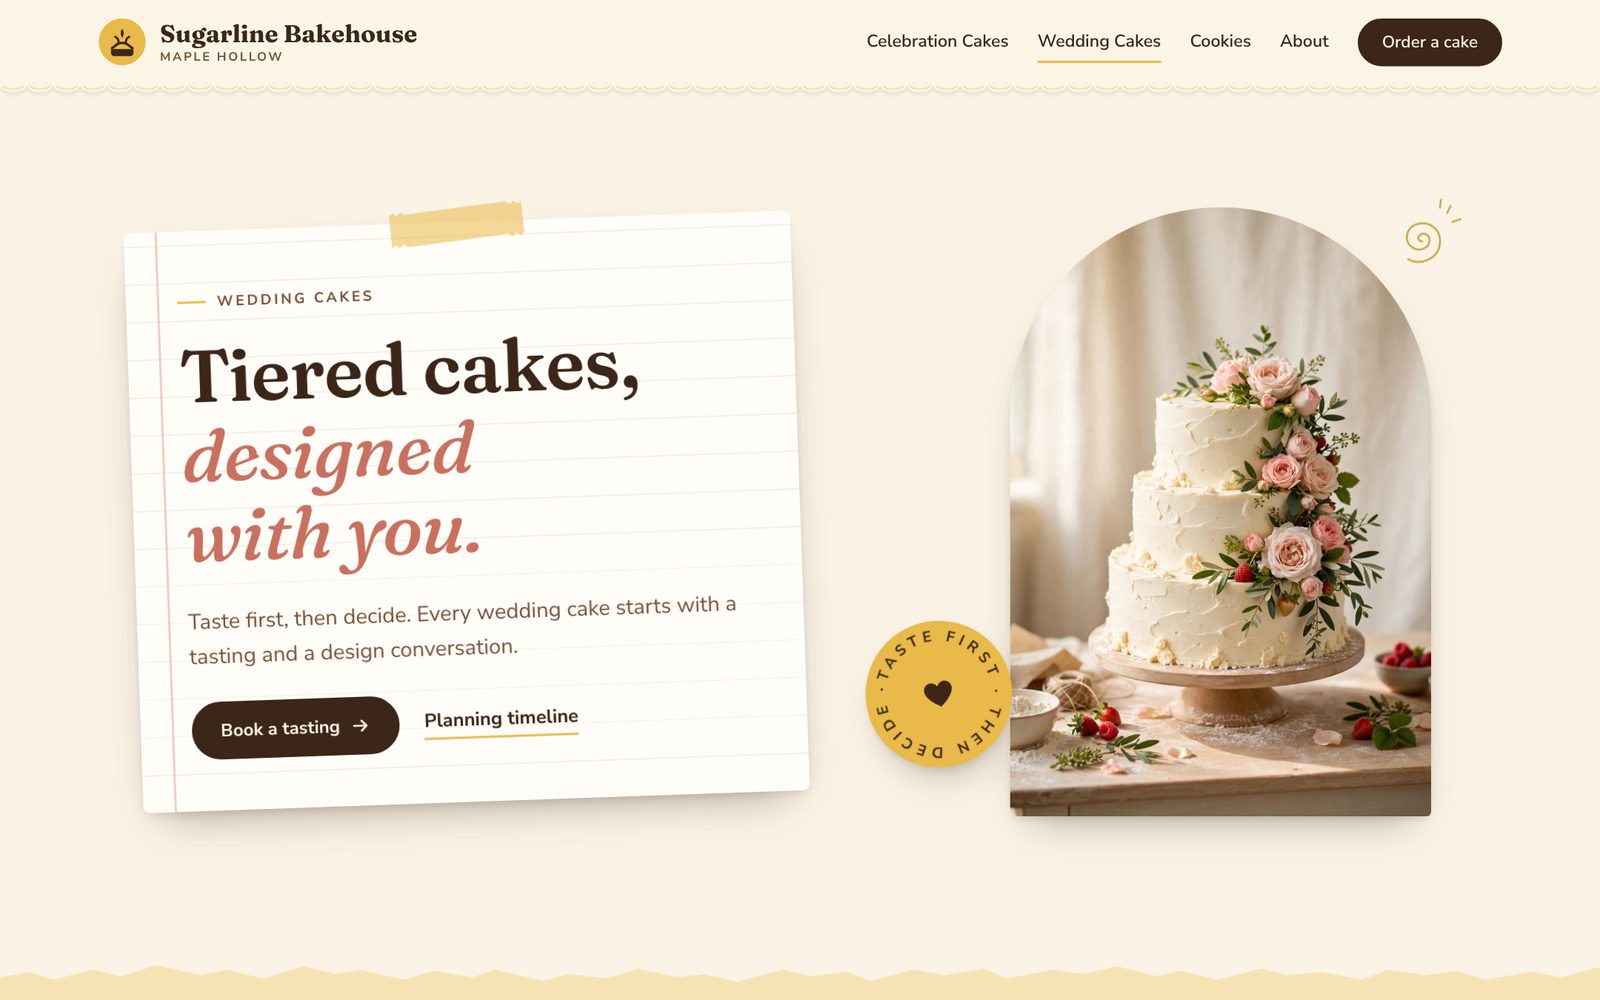 Sugarline Bakehouse
MAPLE HOLLOW
Celebration Cakes
Wedding Cakes
Cookies
About
Order a cake
WEDDING CAKES
Tiered cakes,
designed
with you.
Taste first, then decide. Every wedding cake starts with a
tasting and a design conversation.
Book a tasting
Planning timeline
TASTE FIRST · THEN DECIDE ·